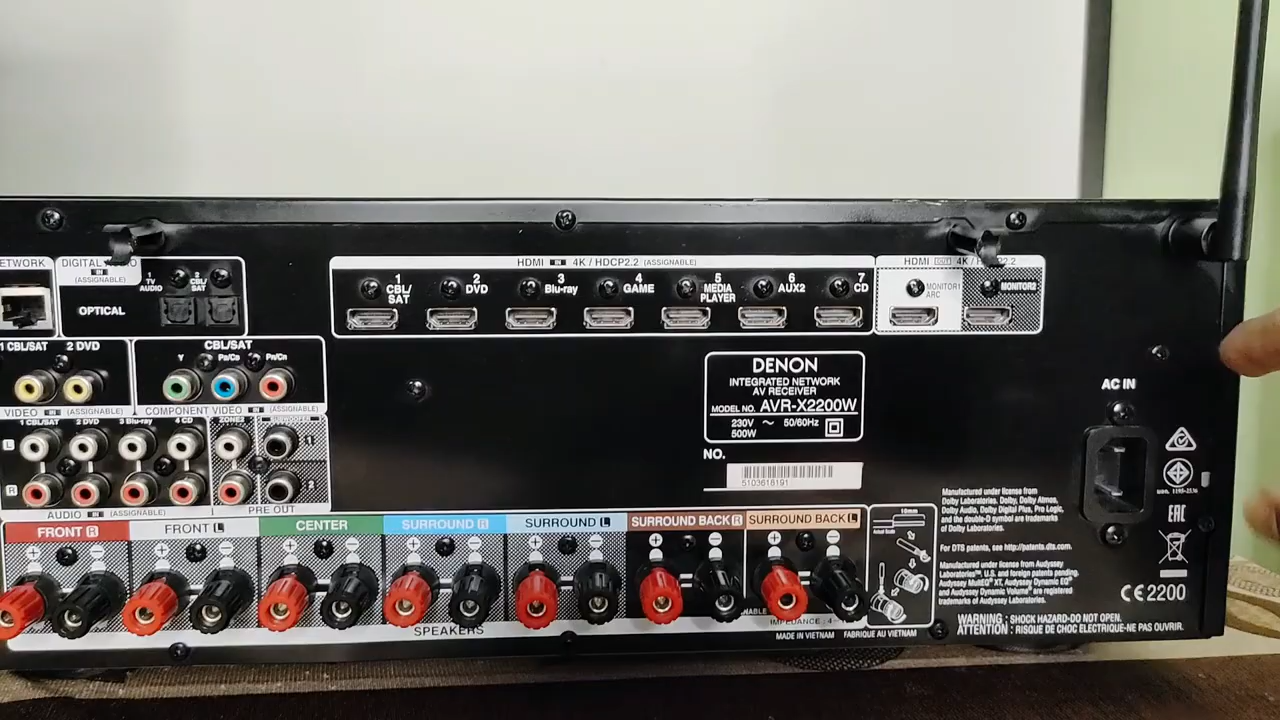 ETWORK
DIGITAL AUDIO
IN
(ASSIGNABLE)
1 TV AUDIO
2 CBL/SAT
OPTICAL
HDMI IN 4K / HDCP2.2 (ASSIGNABLE)
1 CBL/SAT
2 DVD
3 Blu-ray
4 GAME
5 MEDIA PLAYER
6 AUX2
7 CD
HDMI OUT 4K /
2.2
MONITOR1
ARC
MONITOR2
1 CBL/SAT 2 DVD
VIDEO IN (ASSIGNABLE)
CBL/SAT
Y
COMPONENT VIDEO IN (ASSIGNABLE)
1 CBL/SAT 2 DVD 3 Blu-ray 4 CD
ZONE2
L
R
1
2
AUDIO IN (ASSIGNABLE)
PRE OUT
DENON
INTEGRATED NETWORK
AV RECEIVER
MODEL NO. AVR-X2200W
230V ~ 50/60Hz
500W
NO.
5103618191
AC IN
FRONT R
FRONT L
CENTER
SURROUND R
SURROUND L
SURROUND BACK R
SURROUND BACK L
SPEAKERS
IMPEDANCE : 4
10mm
Actual Scale
MADE IN VIETNAM FABRIQUE AU VIETNAM
Manufactured under license from
Dolby Laboratories. Dolby, Dolby Atmos,
Dolby Audio, Dolby Digital Plus, Pro Logic,
and the double-D symbol are trademarks
of Dolby Laboratories.
For DTS patents, see http://patents.dts.com.
Manufactured under license from Audyssey
Laboratories™, U.S. and foreign patents pending.
Audyssey MultEQ® XT, Audyssey Dynamic EQ®
and Audyssey Dynamic Volume® are registered
trademarks of Audyssey Laboratories.
EAC
CE2200
WARNING : SHOCK HAZARD-DO NOT OPEN.
ATTENTION : RISQUE DE CHOC ELECTRIQUE-NE PAS OUVRIR.